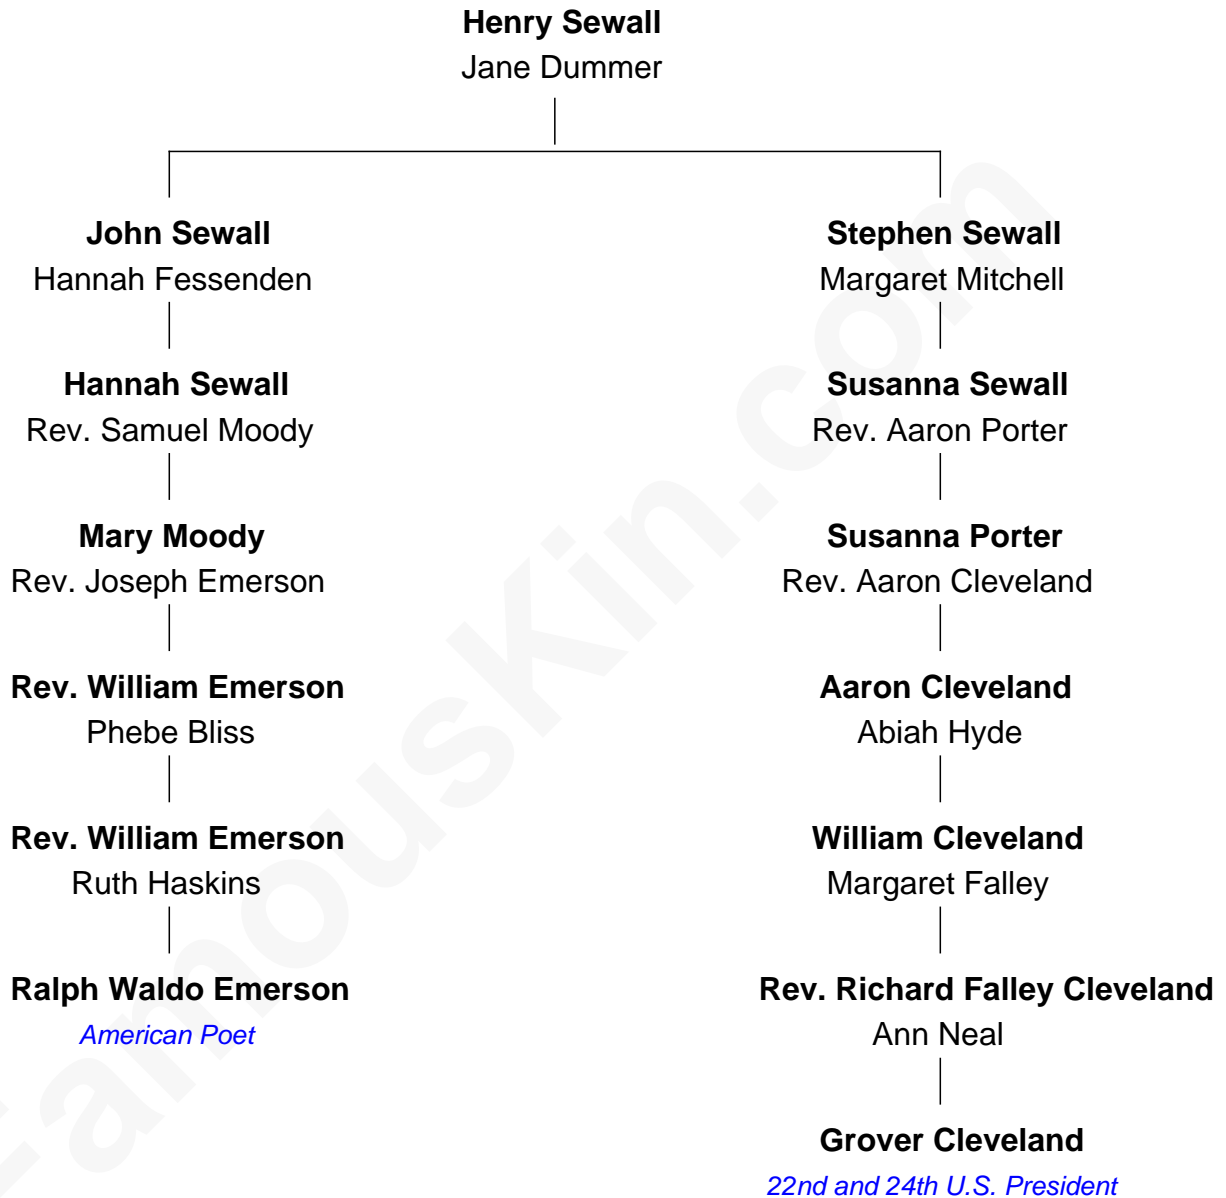 Henry Sewall
Jane Dummer
John Sewall
Hannah Fessenden
Hannah Sewall
Rev. Samuel Moody
Mary Moody
Rev. Joseph Emerson
Rev. William Emerson
Phebe Bliss
Rev. William Emerson
Ruth Haskins
Ralph Waldo Emerson
American Poet
Stephen Sewall
Margaret Mitchell
Susanna Sewall
Rev. Aaron Porter
Susanna Porter
Rev. Aaron Cleveland
Aaron Cleveland
Abiah Hyde
William Cleveland
Margaret Falley
Rev. Richard Falley Cleveland
Ann Neal
Grover Cleveland
22nd and 24th U.S. President
FamousKin.com